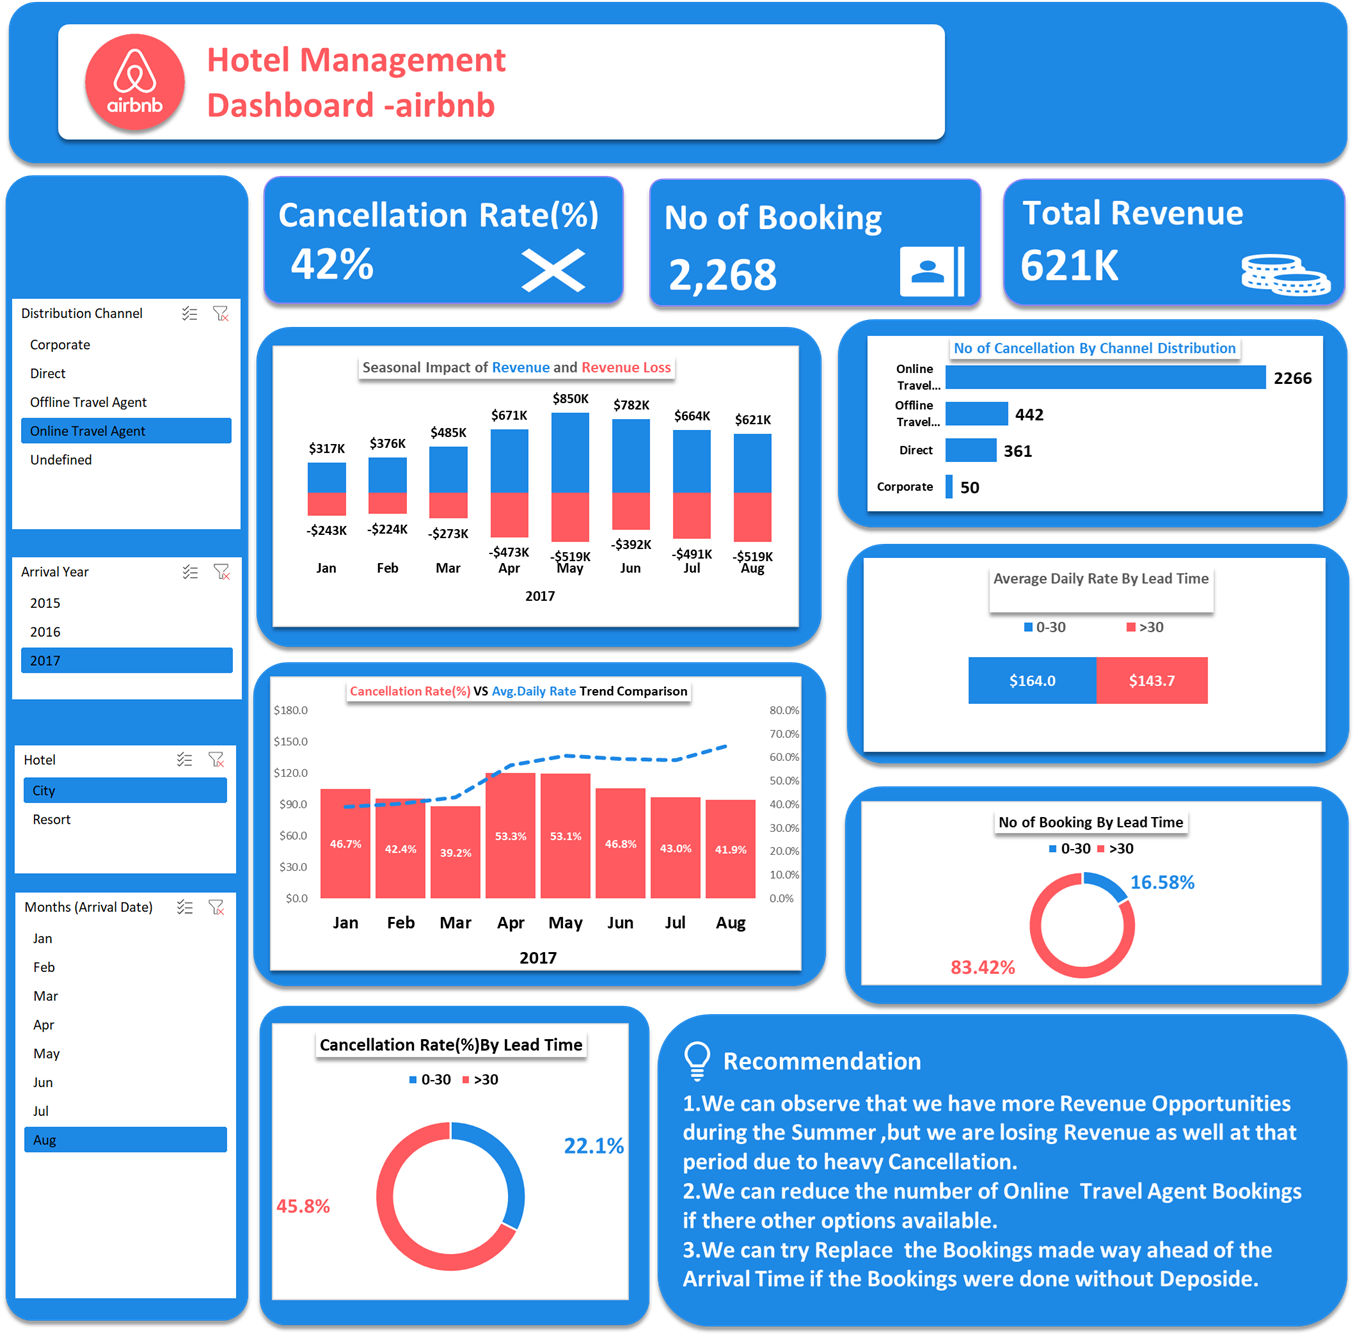 airbnb
Hotel Management
Dashboard -airbnb
Cancellation Rate(%)
42%
No of Booking
2,268
Total Revenue
621K
Distribution Channel
Corporate
Direct
Offline Travel Agent
Online Travel Agent
Undefined
Arrival Year
2015
2016
2017
Hotel
City
Resort
Months (Arrival Date)
Jan
Feb
Mar
Apr
May
Jun
Jul
Aug
Seasonal Impact of Revenue and Revenue Loss
$317K $376K $485K $671K $850K $782K $664K $621K
-$243K -$224K -$273K -$473K -$519K -$392K -$491K -$519K
Jan Feb Mar Apr May Jun Jul Aug
2017
No of Cancellation By Channel Distribution
Online
Travel... 2266
Offline
Travel... 442
Direct 361
Corporate 50
Average Daily Rate By Lead Time
0-30 >30
$164.0 $143.7
Cancellation Rate(%) VS Avg.Daily Rate Trend Comparison
$180.0
$150.0
$120.0
$90.0
$60.0
$30.0
$0.0
80.0%
70.0%
60.0%
50.0%
40.0%
30.0%
20.0%
10.0%
0.0%
46.7% 42.4% 39.2% 53.3% 53.1% 46.8% 43.0% 41.9%
Jan Feb Mar Apr May Jun Jul Aug
2017
No of Booking By Lead Time
0-30 >30
16.58%
83.42%
Cancellation Rate(%)By Lead Time
0-30 >30
22.1%
45.8%
Recommendation
1.We can observe that we have more Revenue Opportunities
during the Summer ,but we are losing Revenue as well at that
period due to heavy Cancellation.
2.We can reduce the number of Online  Travel Agent Bookings
if there other options available.
3.We can try Replace  the Bookings made way ahead of the
Arrival Time if the Bookings were done without Deposide.